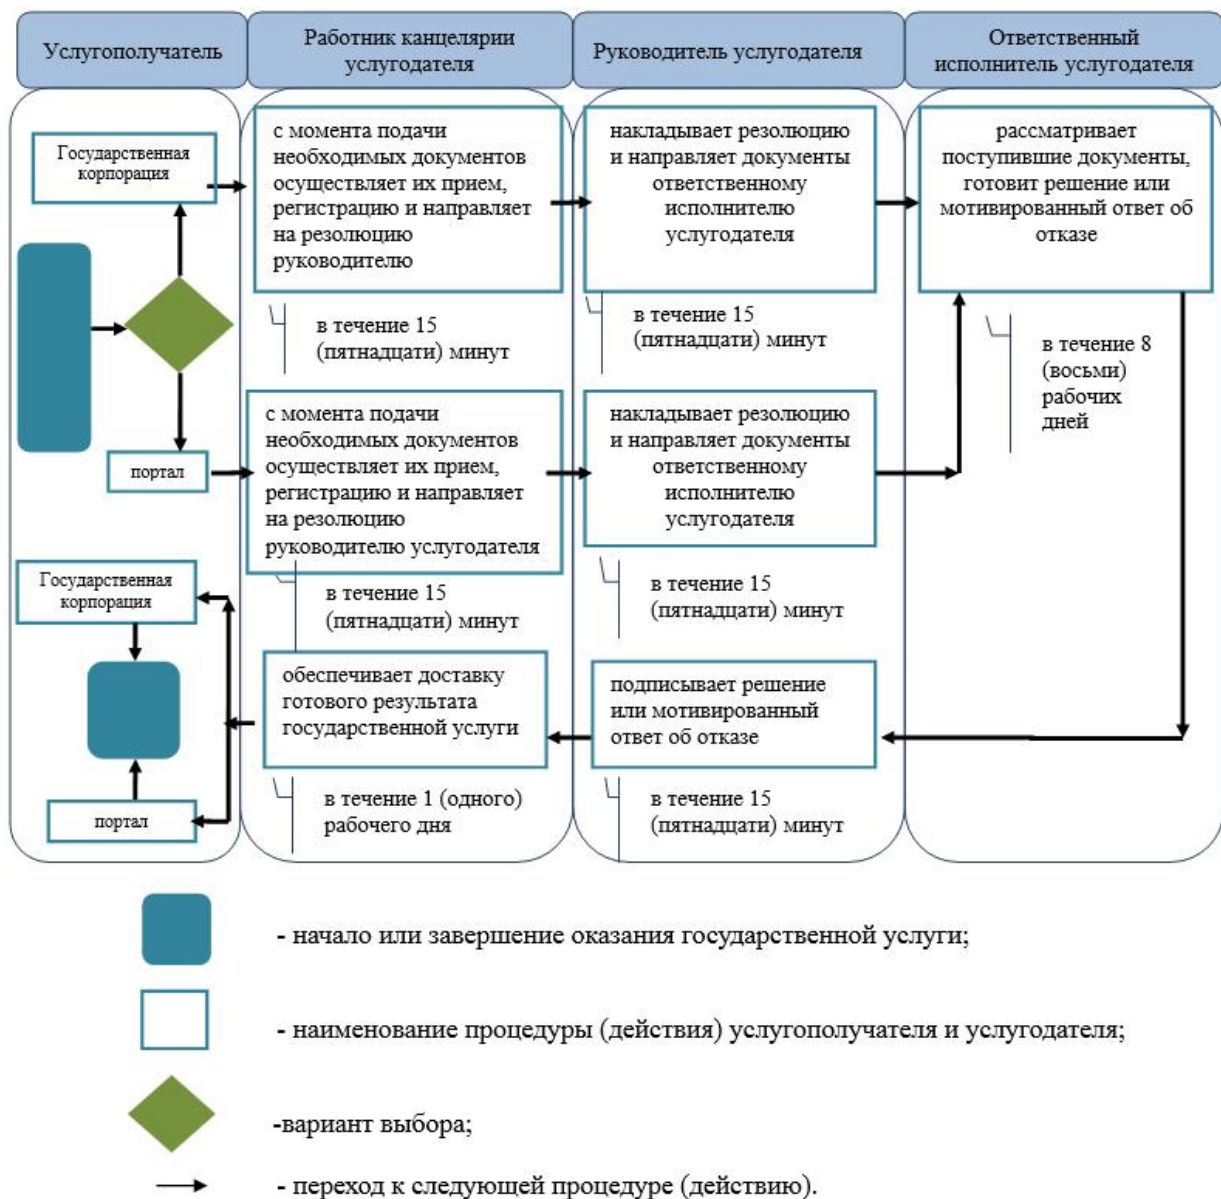 Услугополучатель
Работник канцелярии
услугодателя
Руководитель услугодателя
Ответственный
исполнитель услугодателя
Государственная
корпорация
с момента подачи
необходимых документов
осуществляет их прием,
регистрацию и направляет
на резолюцию
руководителю
накладывает резолюцию
и направляет документы
ответственному
исполнителю
услугодателя
рассматривает
поступившие документы,
готовит решение или
мотивированный ответ об
отказе
в течение 15
(пятнадцати) минут
в течение 15
(пятнадцати) минут
в течение 8
(восьми)
рабочих
дней
портал
с момента подачи
необходимых документов
осуществляет их прием,
регистрацию и направляет
на резолюцию
руководителю услугодателя
накладывает резолюцию
и направляет документы
ответственному
исполнителю
услугодателя
в течение 15
(пятнадцати) минут
в течение 15
(пятнадцати) минут
Государственная
корпорация
обеспечивает доставку
готового результата
государственной услуги
подписывает решение
или мотивированный
ответ об отказе
портал
в течение 1 (одного)
рабочего дня
в течение 15
(пятнадцати) минут
- начало или завершение оказания государственной услуги;
- наименование процедуры (действия) услугополучателя и услугодателя;
-вариант выбора;
- переход к следующей процедуре (действию).